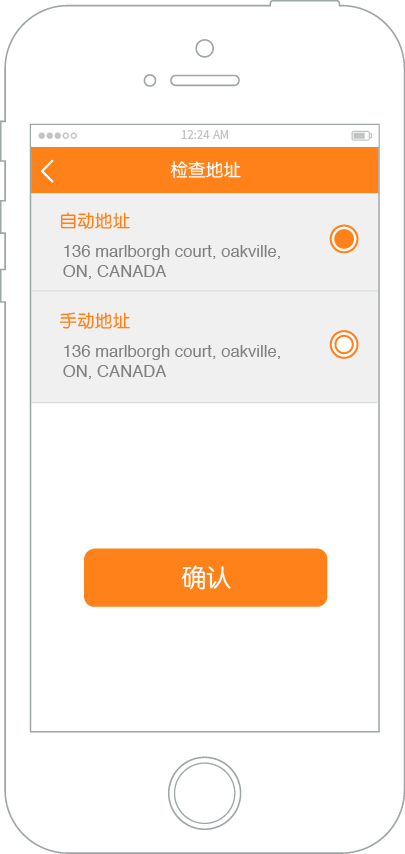 12:24 AM
检查地址
自动地址
136 marlborgh court, oakville,
ON, CANADA
手动地址
136 marlborgh court, oakville,
ON, CANADA
确认